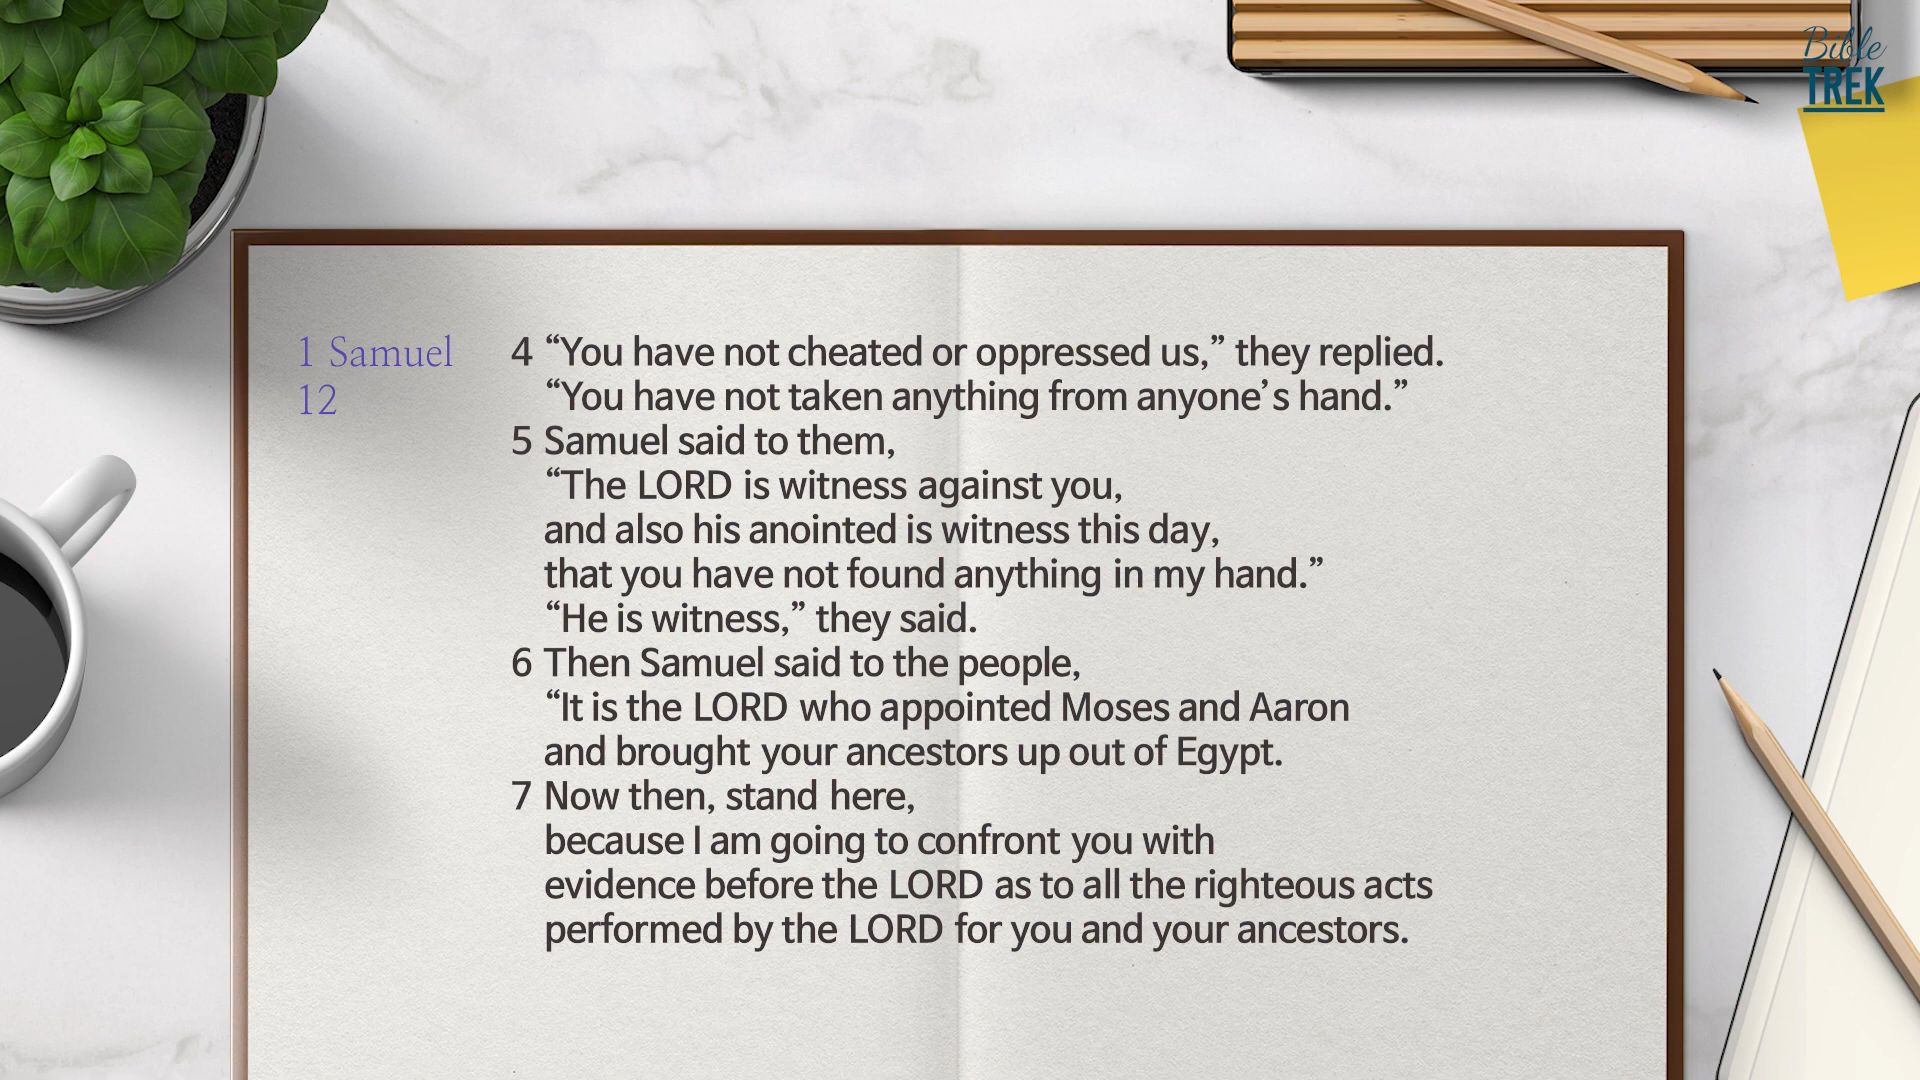 Bible
TREK
1 Samuel
12
4 “You have not cheated or oppressed us,” they replied.
“You have not taken anything from anyone’s hand.”
5 Samuel said to them,
“The LORD is witness against you,
and also his anointed is witness this day,
that you have not found anything in my hand.”
“He is witness,” they said.
6 Then Samuel said to the people,
“It is the LORD who appointed Moses and Aaron
and brought your ancestors up out of Egypt.
7 Now then, stand here,
because I am going to confront you with
evidence before the LORD as to all the righteous acts
performed by the LORD for you and your ancestors.